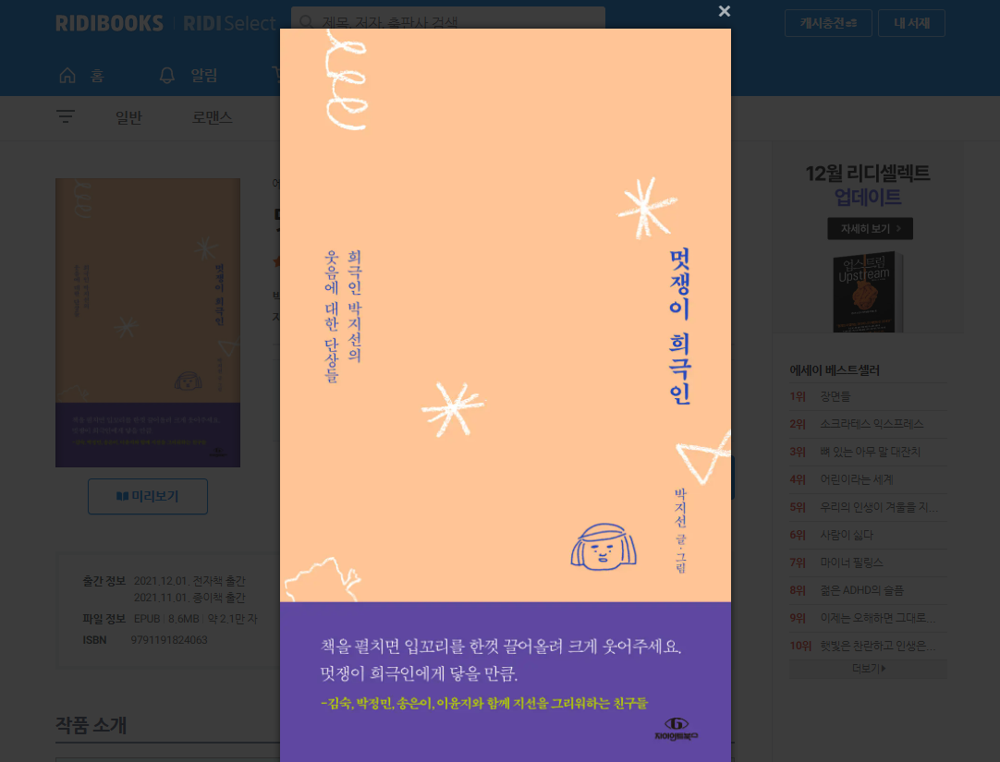 RIDIBOOKS
RIDI Select
제목, 저자, 출판사 검색
캐시충전
내 서재
홈
알림
일반
로맨스
희극인 박지선의
웃음에 대한 단상들
멋쟁이 희극인
박지선 글·그림
책을 펼치면 입꼬리를 한껏 끌어올려 크게 웃어주세요.
멋쟁이 희극인에게 닿을 만큼.
-김숙, 박정민, 송은이, 이윤지와 함께 지선을 그리워하는 친구들
자이언트북스
미리보기
출간 정보 2021.12.01. 전자책 출간
2021.11.01. 종이책 출간
파일 정보 EPUB | 8.6MB | 약 2.1만 자
ISBN 9791191824063
작품 소개
12월 리디셀렉트
업데이트
자세히 보기 >
업스트림
Upstream
에세이 베스트셀러
1위 장면들
2위 소크라테스 익스프레스
3위 뼈 있는 아무 말 대잔치
4위 어린이라는 세계
5위 우리의 인생이 겨울을 지...
6위 사람이 싫다
7위 마이너 필링스
8위 젊은 ADHD의 슬픔
9위 이제는 오해하면 그대로...
10위 햇빛은 찬란하고 인생은...
더보기